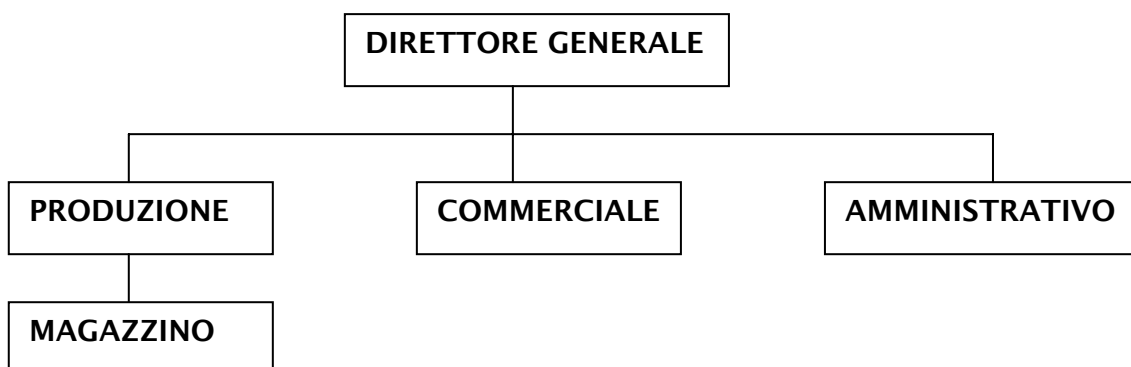 DIRETTORE GENERALE
PRODUZIONE
COMMERCIALE
AMMINISTRATIVO
MAGAZZINO